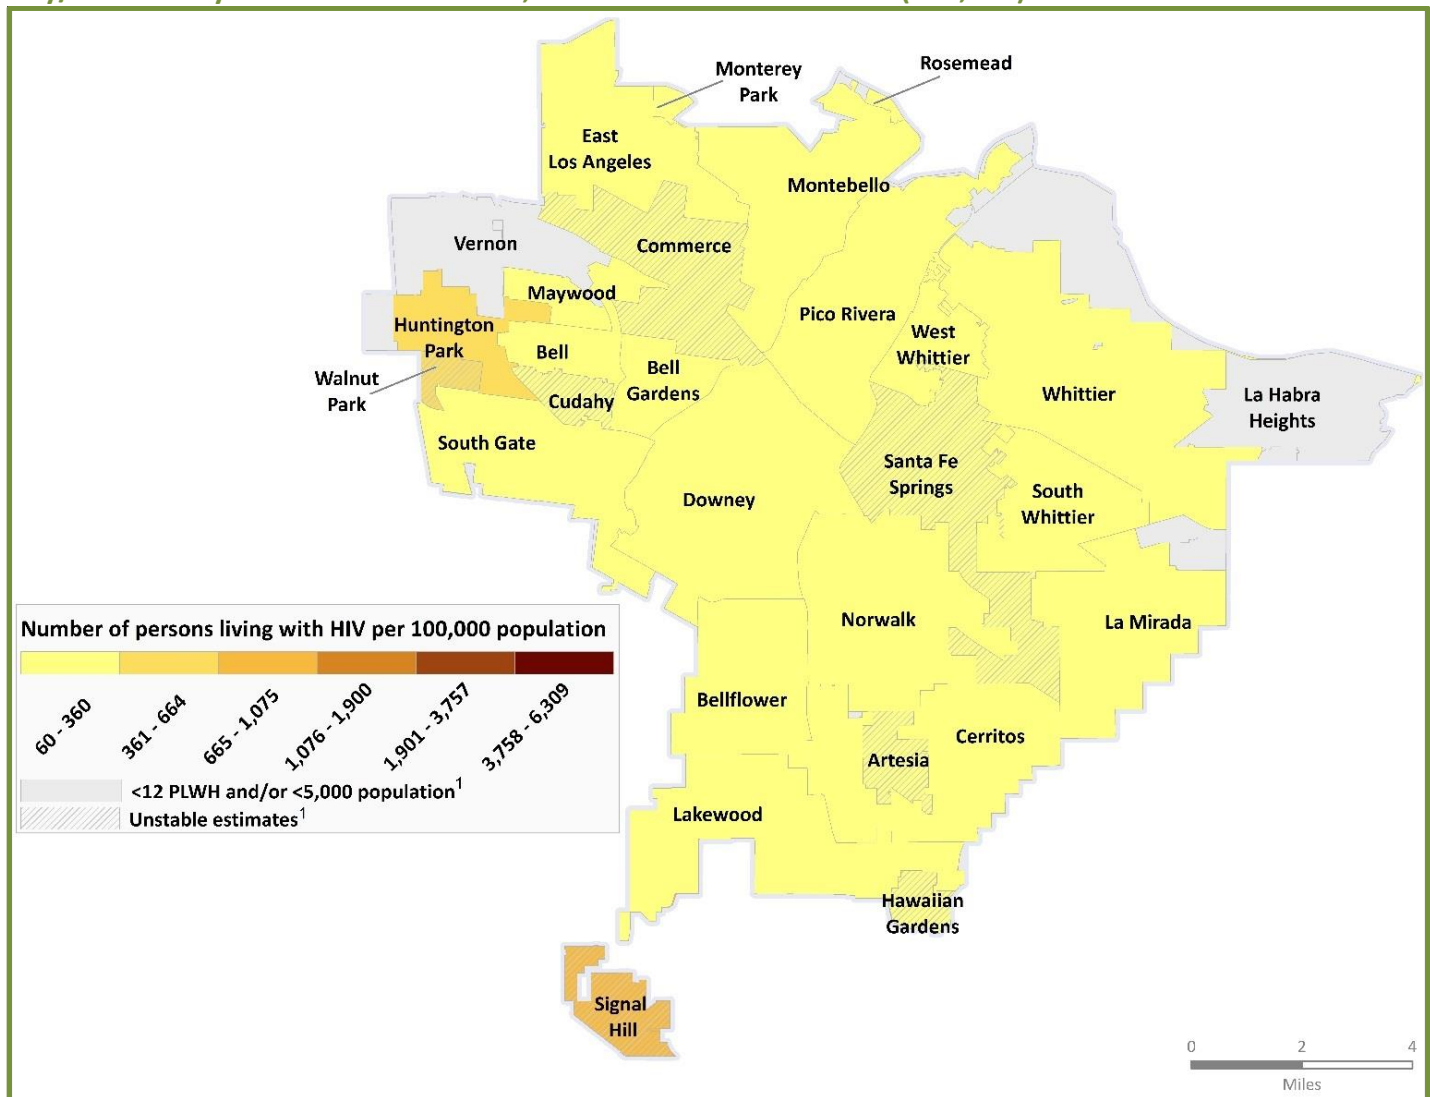 Monterey
Park
Rosemead
East
Los Angeles
Montebello
Vernon
Commerce
Maywood
Huntington
Park
Pico Rivera
West
Whittier
Bell
Walnut
Park
Bell
Gardens
Cudahy
Whittier
La Habra
Heights
South Gate
Santa Fe
Springs
Downey
South
Whittier
Norwalk
La Mirada
Number of persons living with HIV per 100,000 population
60 - 360
361 - 664
665 - 1,075
1,076 - 1,900
1,901 - 3,757
3,758 - 6,309
<12 PLWH and/or <5,000 population1
Unstable estimates1
Bellflower
Cerritos
Artesia
Lakewood
Hawaiian
Gardens
Signal
Hill
0 2 4
Miles